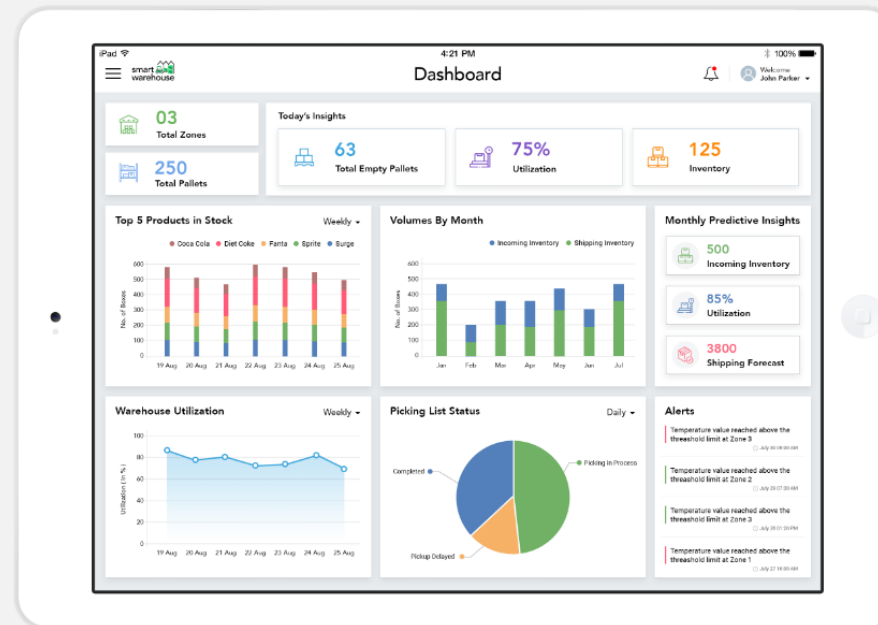 iPad
4:21 PM
100%
smart
warehouse
Dashboard
Welcome
John Parker
03
Total Zones
250
Total Pallets
Today's Insights
63
Total Empty Pallets
75%
Utilization
125
Inventory
Top 5 Products in Stock
Weekly
Coca Cola Diet Coke Fanta Sprite Surge
No. of Boxes
600
500
400
300
200
100
0
19 Aug 20 Aug 21 Aug 22 Aug 23 Aug 24 Aug 25 Aug
Volumes By Month
Incoming Inventory Shipping Inventory
No. of Boxes
600
500
400
300
200
100
0
Jan Feb Mar Apr May Jun Jul
Monthly Predictive Insights
500
Incoming Inventory
85%
Utilization
3800
Shipping Forecast
Warehouse Utilization
Weekly
Utilization ( in % )
100
60
40
20
0
19 Aug 20 Aug 21 Aug 22 Aug 23 Aug 24 Aug 25 Aug
Picking List Status
Daily
Completed
Picking In Process
Pickup Delayed
Alerts
Temperature value reached above the
threashold limit at Zone 3
Temperature value reached above the
threashold limit at Zone 2
Temperature value reached above the
threashold limit at Zone 3
Temperature value reached above the
threashold limit at Zone 1